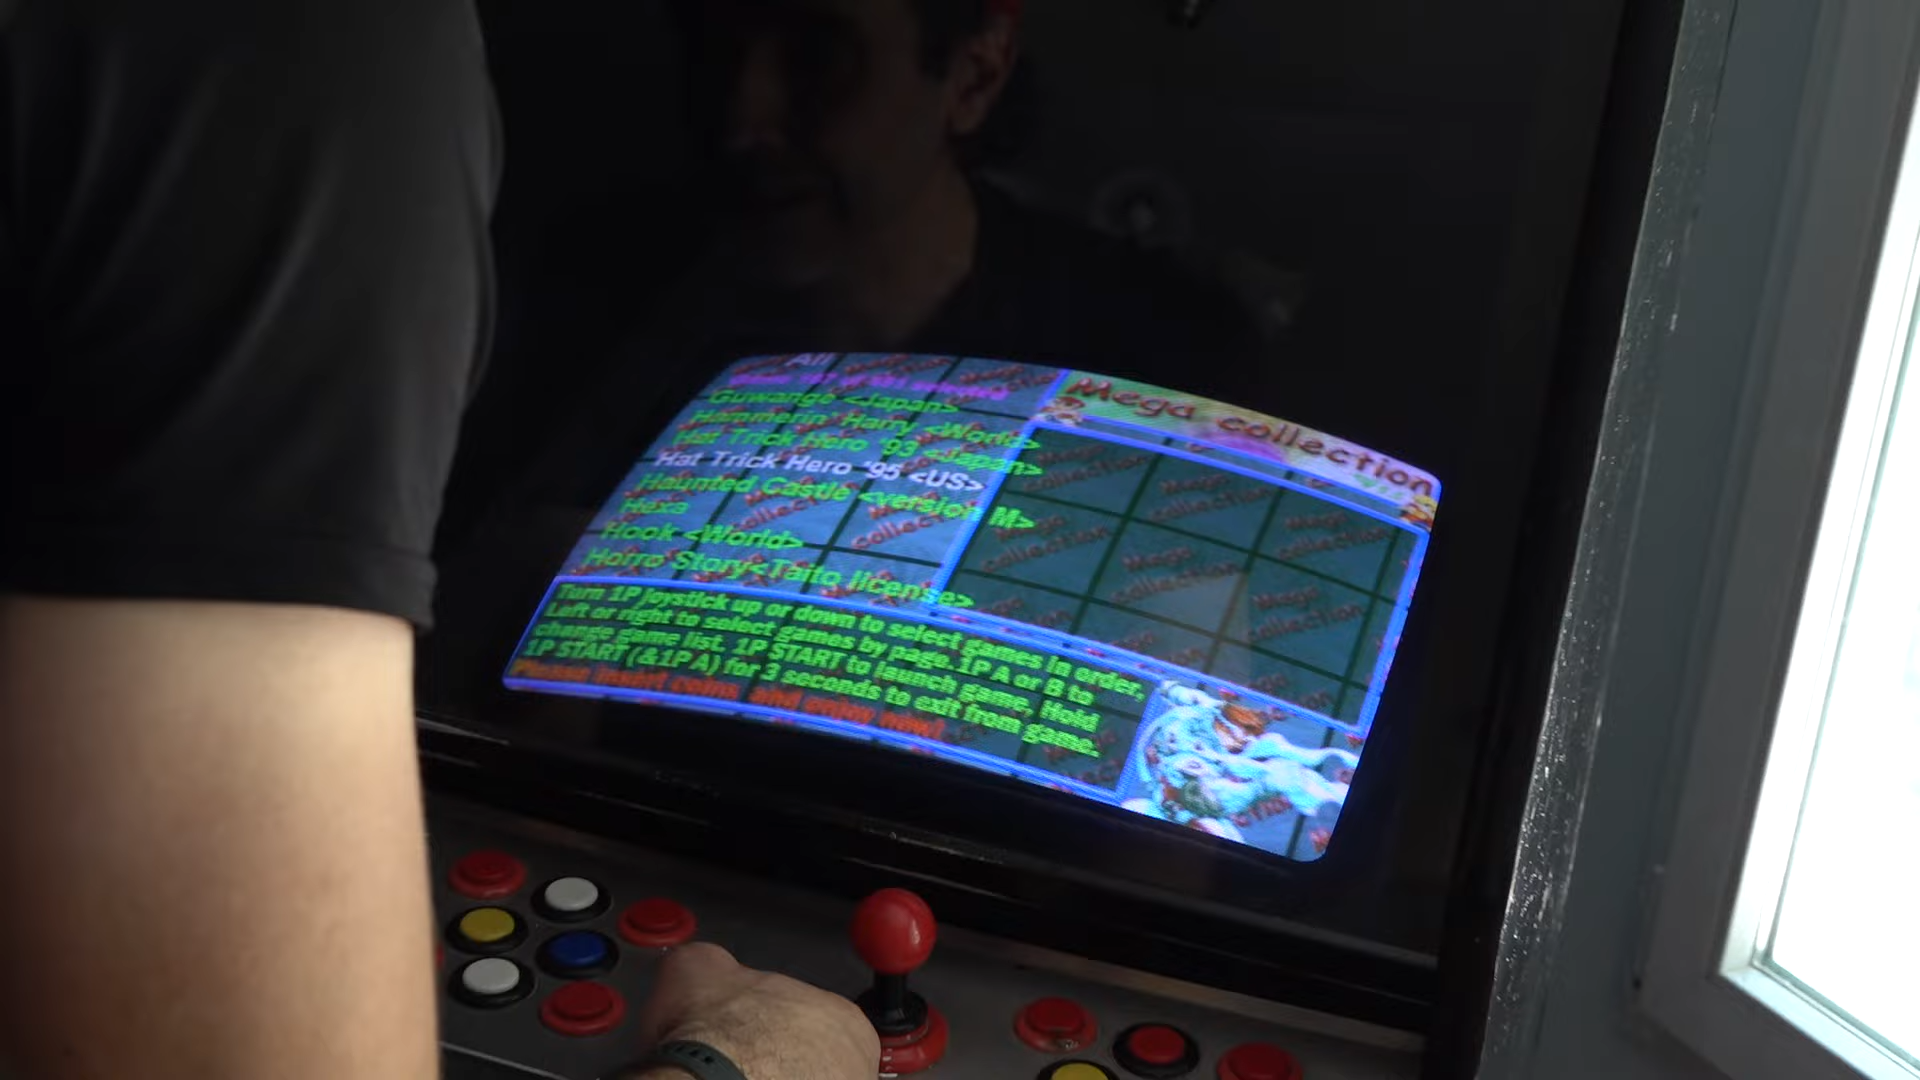 All
Guwange <Japan>
Hammerin' Harry <World>
Hat Trick Hero '93 <Japan>
Hat Trick Hero '95 <US>
Haunted Castle <version M>
Hexa
Hook <World>
Horro Story<Taito license>
Mega collection
Turn 1P joystick up or down to select games in order,
Left or right to select games by page. 1P A or B to
change game list. 1P START to launch game, Hold
1P START (&1P A) for 3 seconds to exit from game.
Please insert coins and enjoy now!